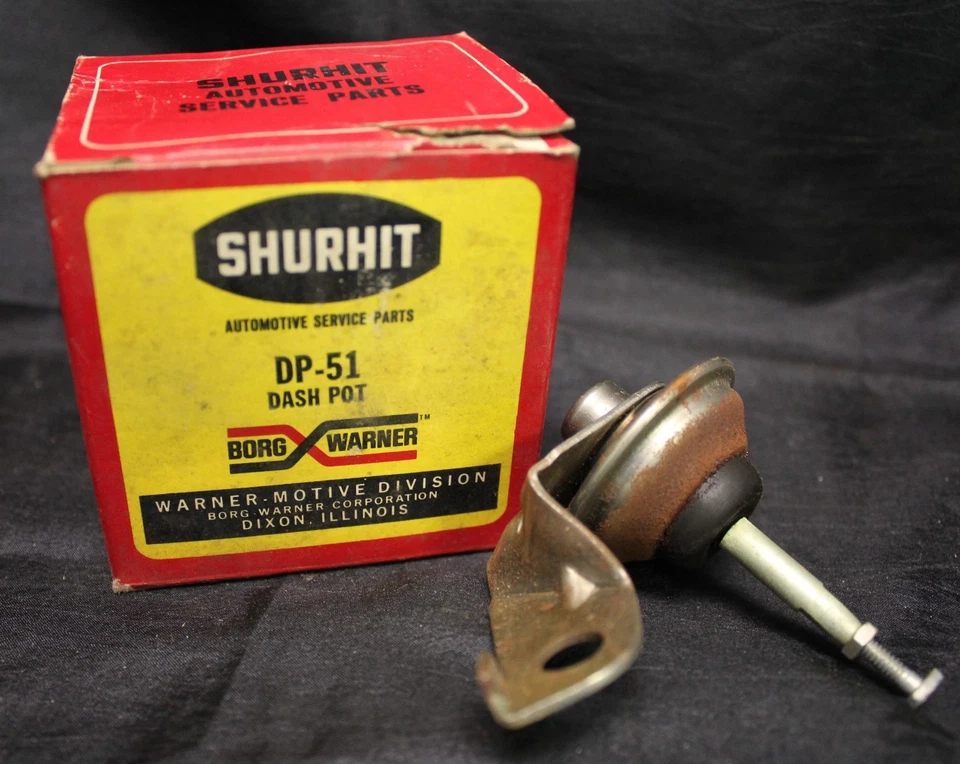 SHURHIT
AUTOMOTIVE
SERVICE PARTS
SHURHIT
AUTOMOTIVE SERVICE PARTS
DP-51
DASH POT
BORG WARNER™
WARNER-MOTIVE DIVISION
BORG-WARNER CORPORATION
DIXON, ILLINOIS